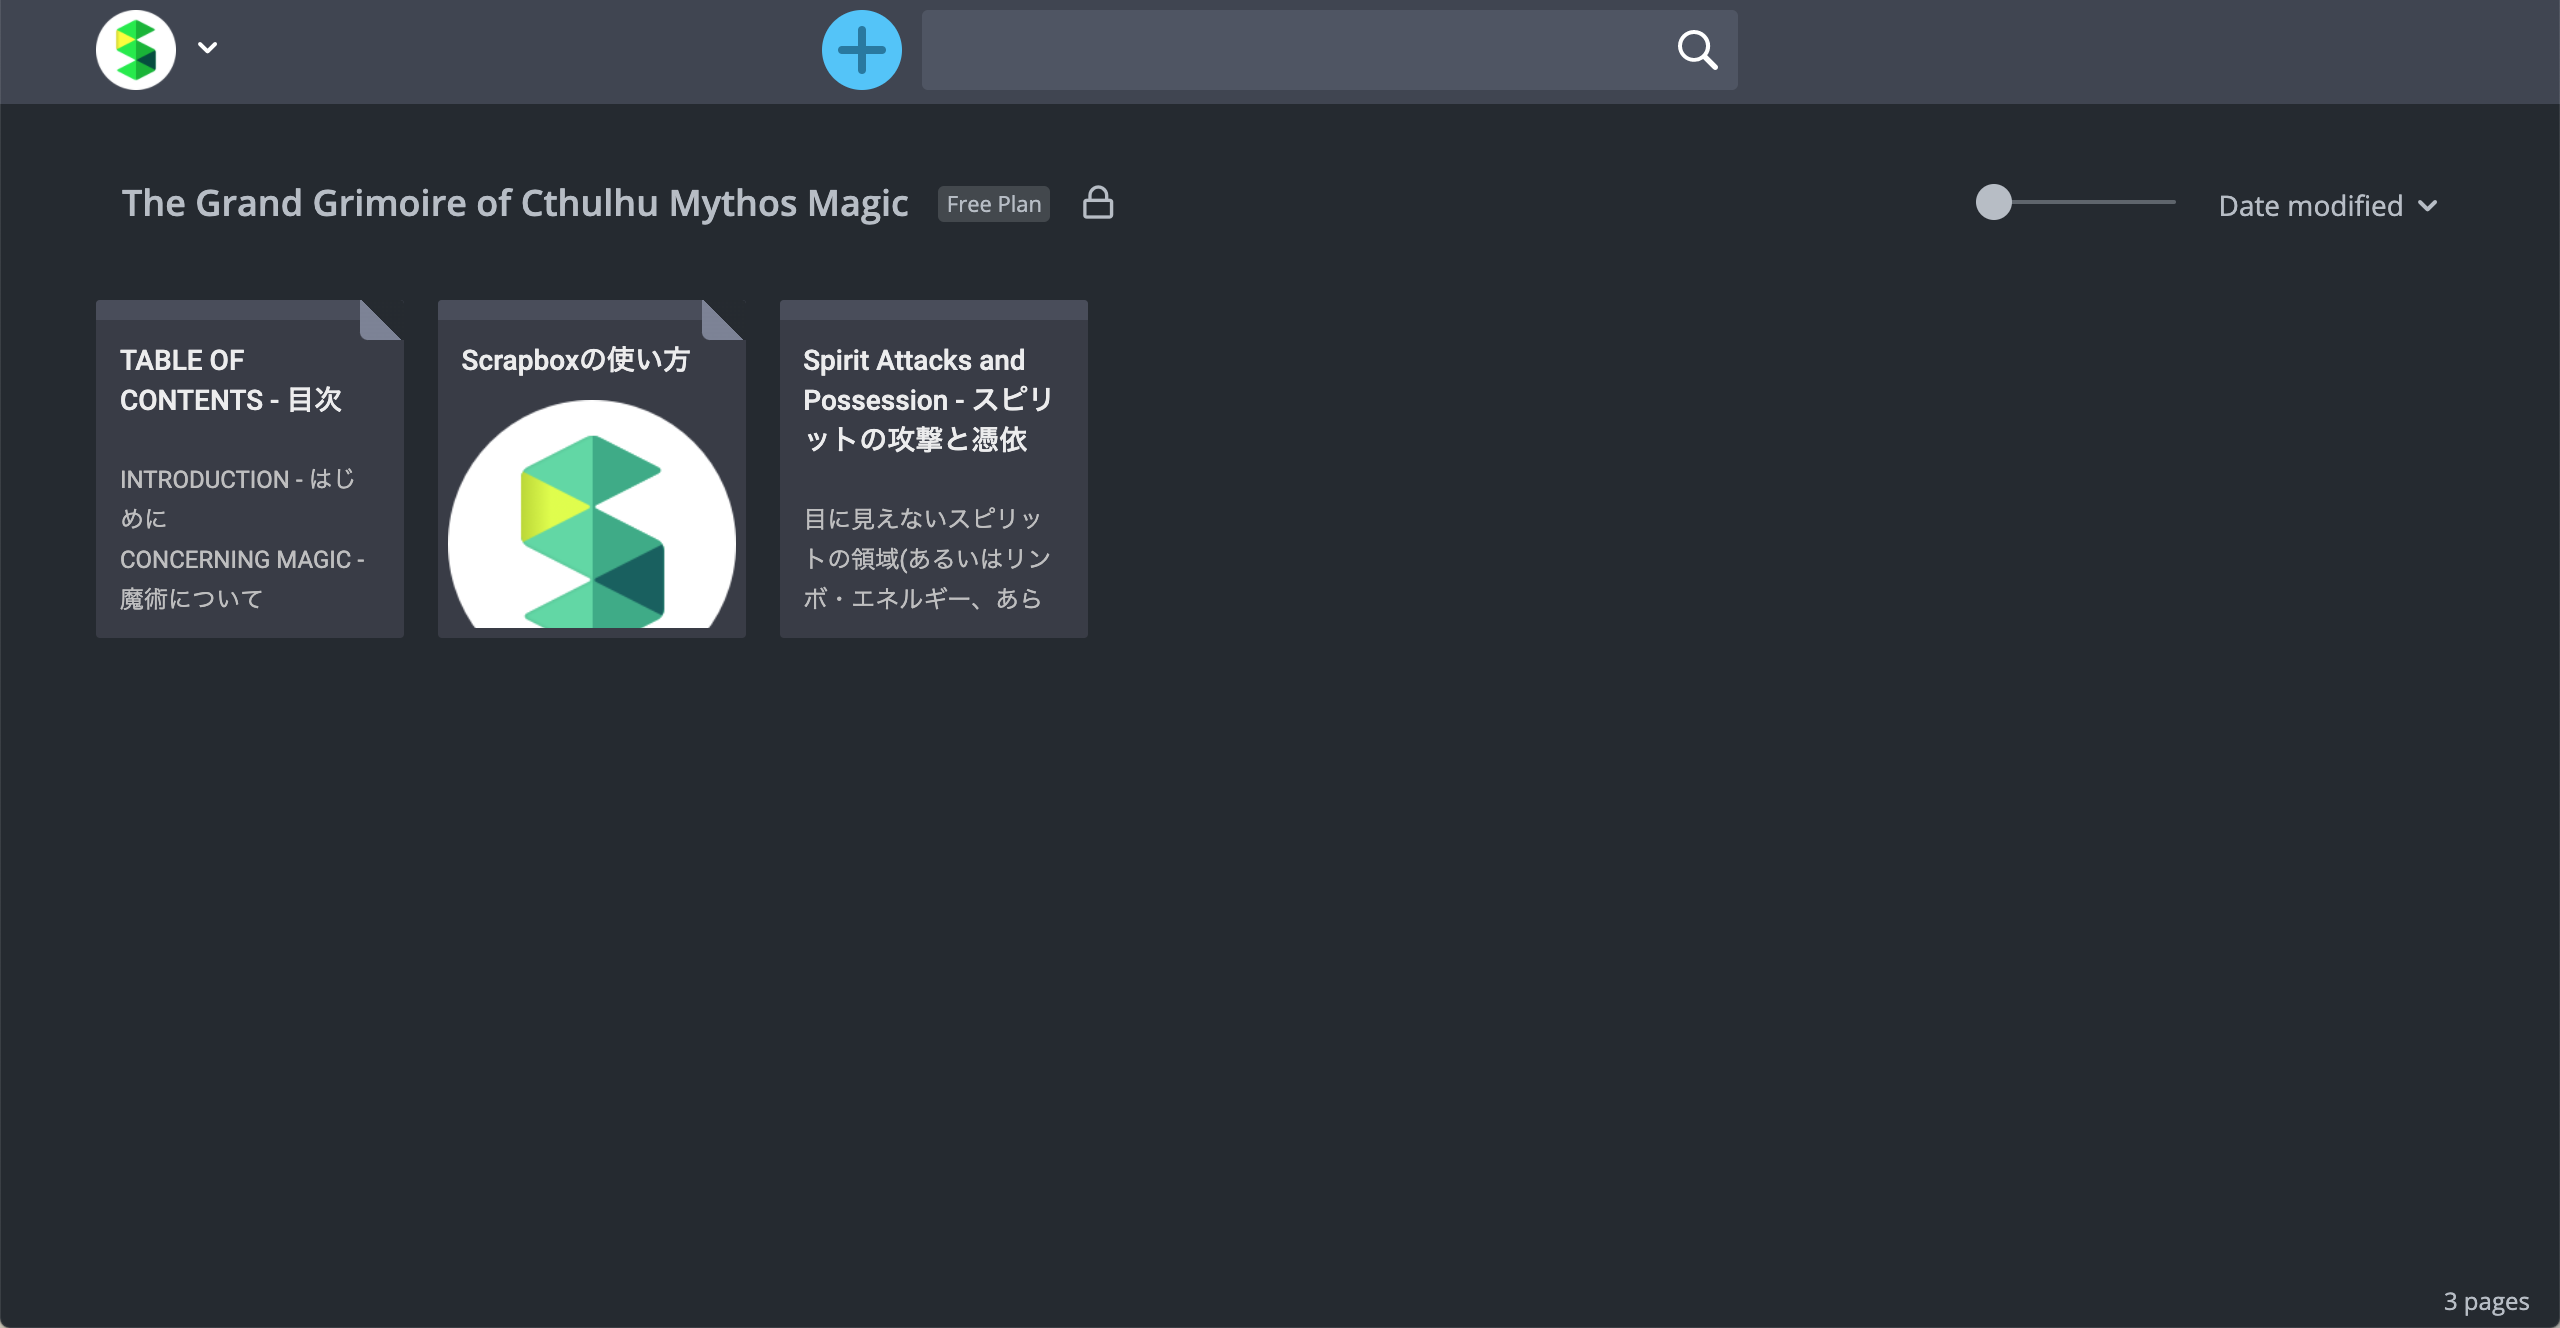 The Grand Grimoire of Cthulhu Mythos Magic
Free Plan
Date modified
TABLE OF
CONTENTS - 目次
INTRODUCTION - はじ
めに
CONCERNING MAGIC -
魔術について
Scrapboxの使い方
Spirit Attacks and
Possession - スピリ
ットの攻撃と憑依
目に見えないスピリッ
トの領域(あるいはリン
ボ・エネルギー、あら
3 pages